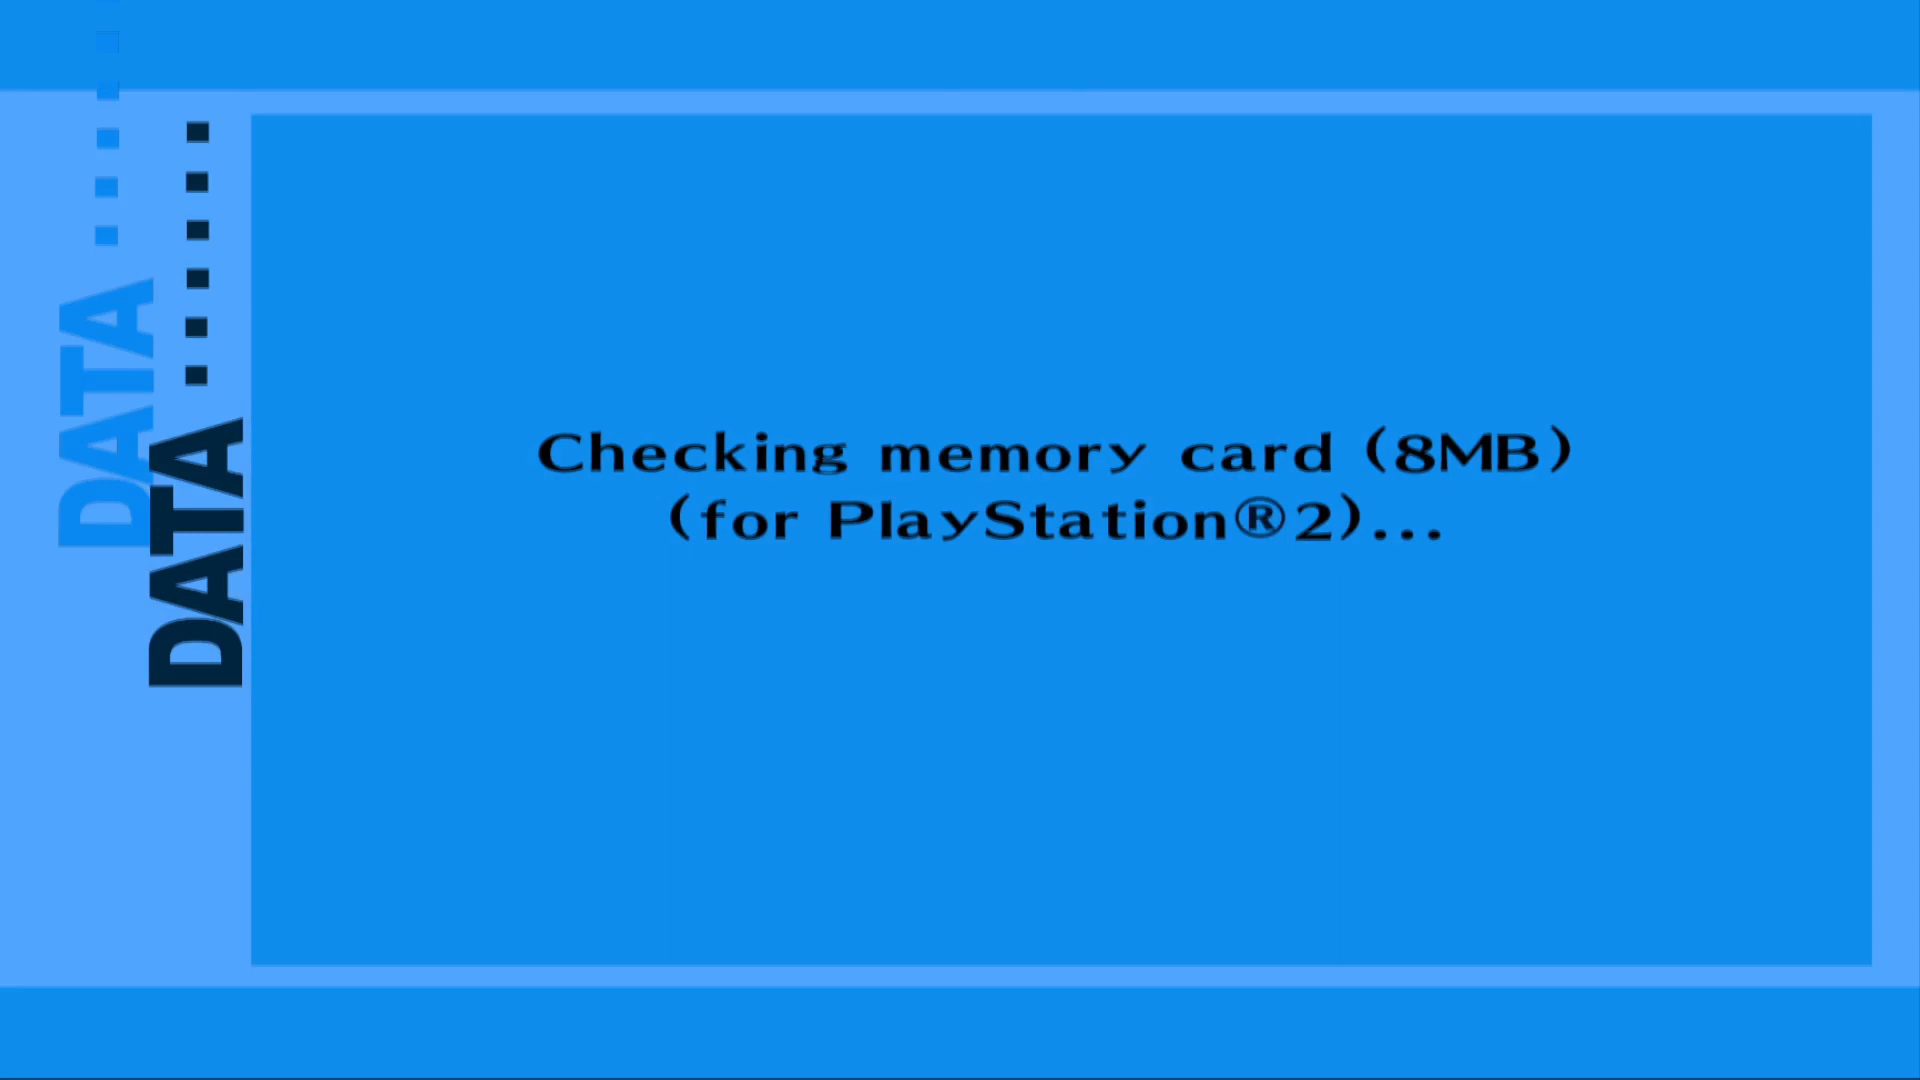 DATA......
DATA......
Checking memory card (8MB)
(for PlayStation®2)...